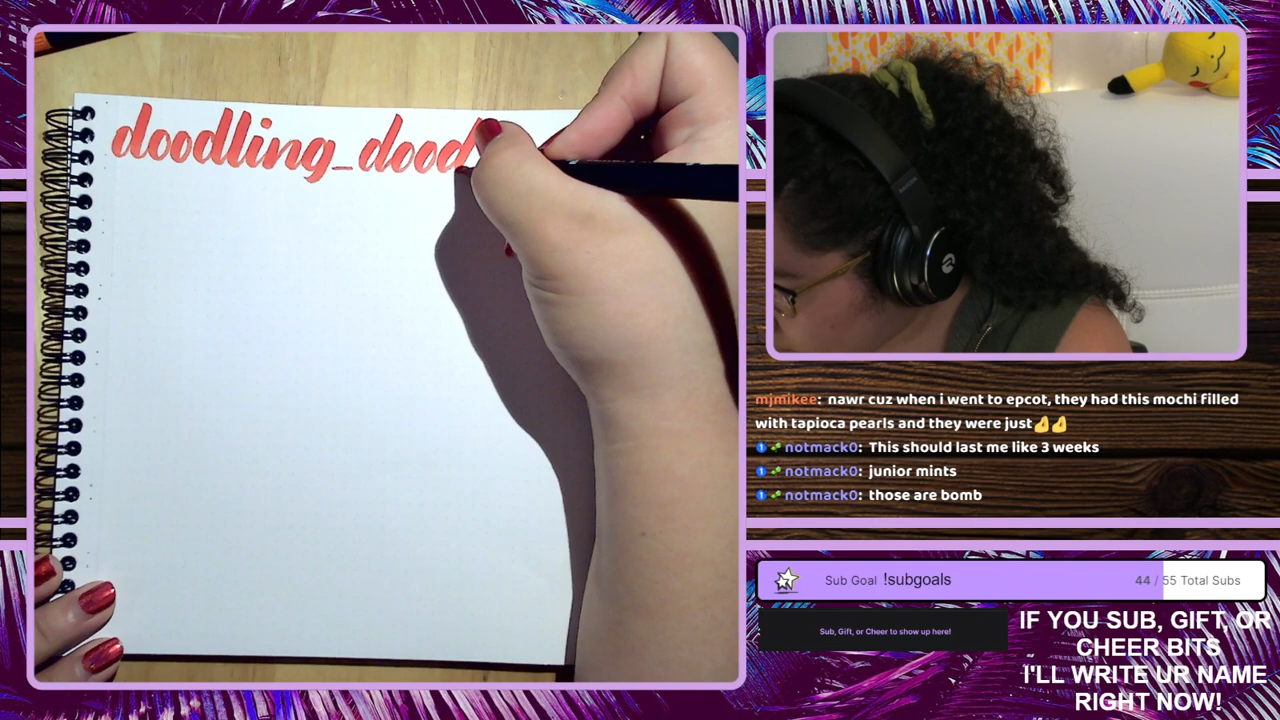 doodling_dood
mjmikee: nawr cuz when i went to epcot, they had this mochi filled
with tapioca pearls and they were just🤌🤌
notmack0: This should last me like 3 weeks
notmack0: junior mints
notmack0: those are bomb
Sub Goal !subgoals 44 / 55 Total Subs
Sub, Gift, or Cheer to show up here!
IF YOU SUB, GIFT, OR
CHEER BITS
I'LL WRITE UR NAME
RIGHT NOW!